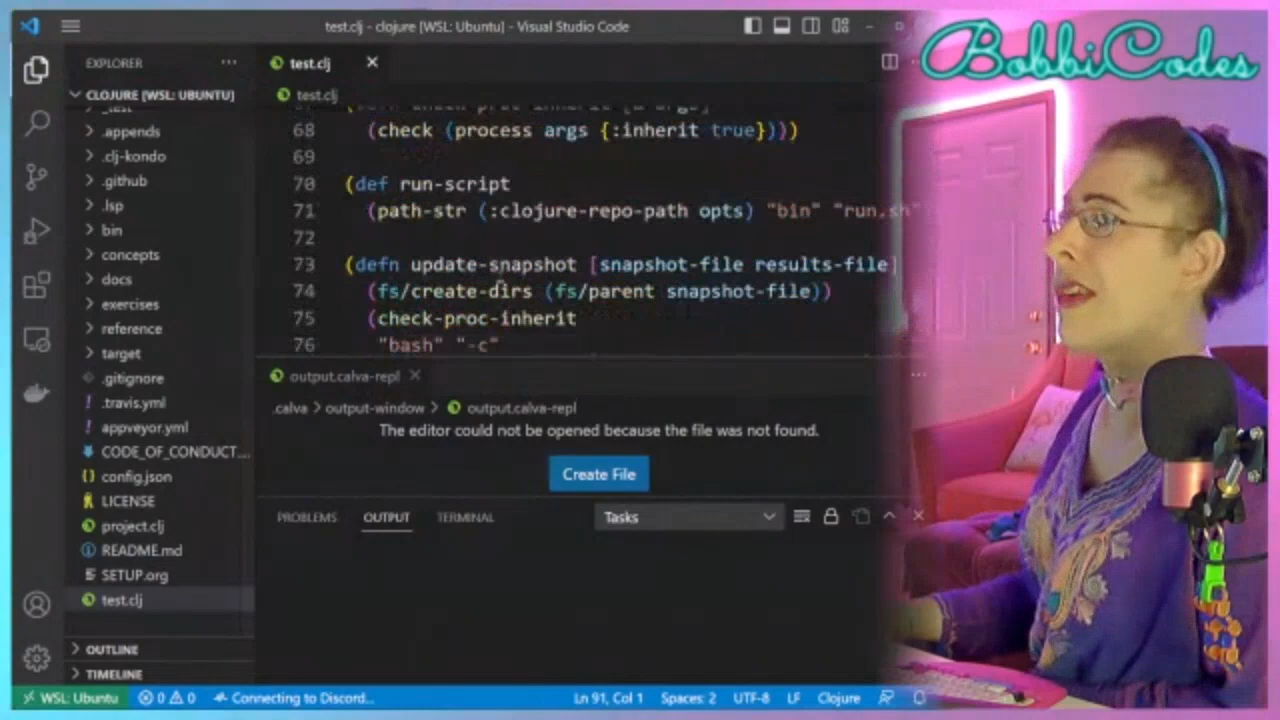 test.clj - clojure [WSL: Ubuntu] - Visual Studio Code
BobbiCodes
EXPLORER
test.clj
CLOJURE [WSL: UBUNTU]
test.clj
_test
.appends
.clj-kondo
.github
.lsp
bin
concepts
docs
exercises
reference
target
.gitignore
.travis.yml
appveyor.yml
CODE_OF_CONDUCT...
config.json
LICENSE
project.clj
README.md
SETUP.org
test.clj
OUTLINE
TIMELINE
68 (check (process args {:inherit true})))
69
70 (def run-script
71 (path-str (:clojure-repo-path opts) "bin" "run.sh"
72
73 (defn update-snapshot [snapshot-file results-file]
74 (fs/create-dirs (fs/parent snapshot-file))
75 (check-proc-inherit
76 "bash" "-c"
output.calva-repl
.calva > output-window > output.calva-repl
The editor could not be opened because the file was not found.
Create File
PROBLEMS OUTPUT TERMINAL Tasks
WSL: Ubuntu 0 0 Connecting to Discord... Ln 91, Col 1 Spaces: 2 UTF-8 LF Clojure